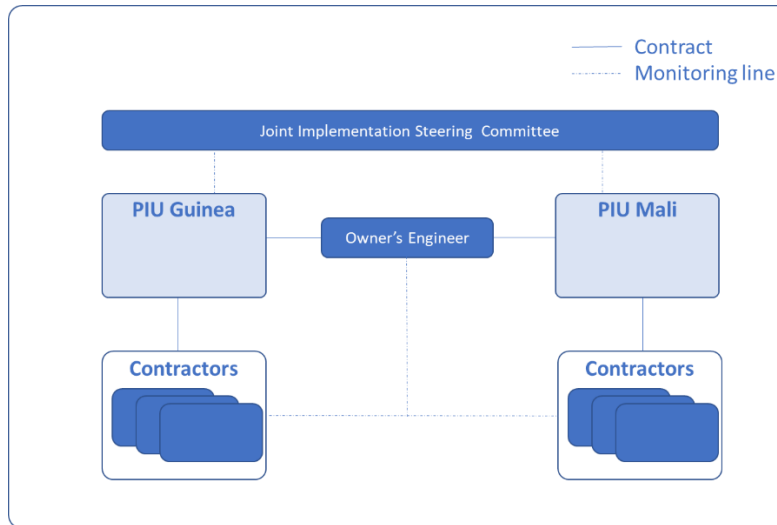 Contract
Monitoring line
Joint Implementation Steering Committee
PIU Guinea
PIU Mali
Owner's Engineer
Contractors
Contractors